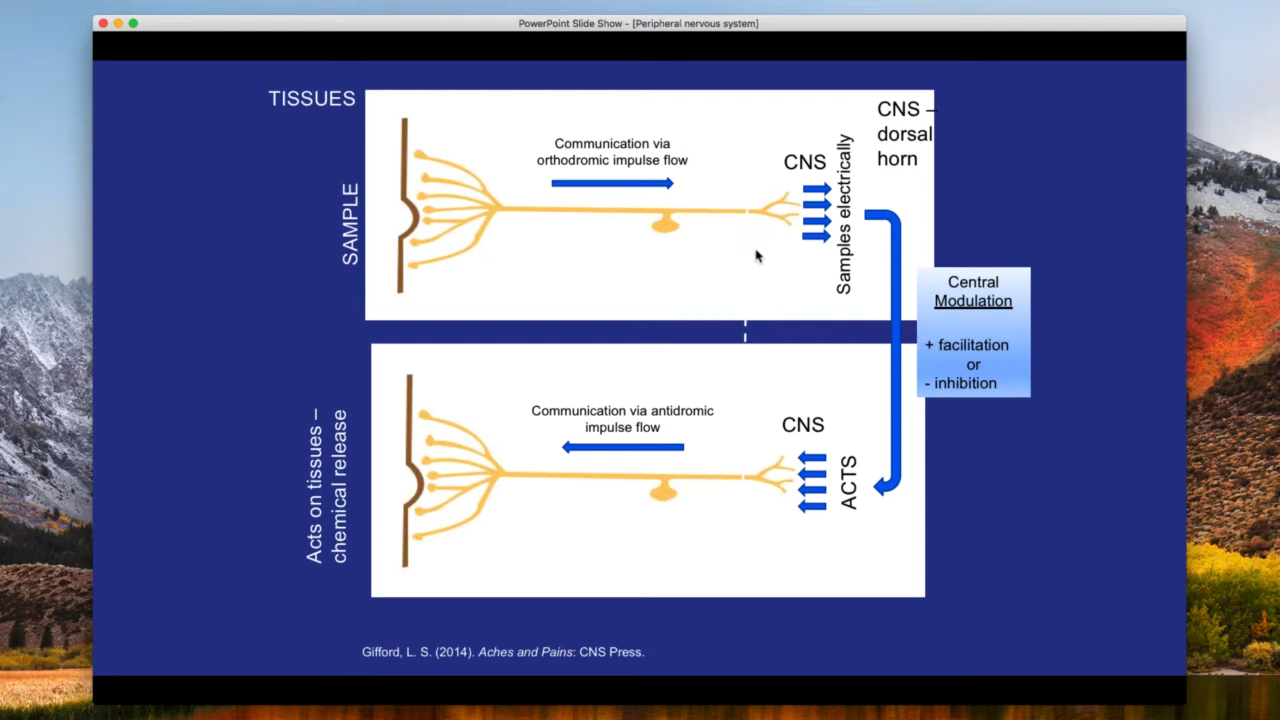 PowerPoint Slide Show - [Peripheral nervous system]
TISSUES
SAMPLE
Communication via
orthodromic impulse flow
CNS
Samples electrically
CNS –
dorsal
horn
Central
Modulation
+ facilitation
or
- inhibition
Acts on tissues –
chemical release
Communication via antidromic
impulse flow
CNS
ACTS
Gifford, L. S. (2014). Aches and Pains: CNS Press.